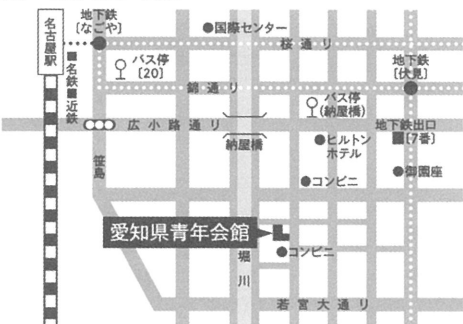 名古屋駅
地下鉄
[なごや]
●国際センター
桜通り
■名鉄■近鉄
バス停
[20]
錦通り
地下鉄
[伏見]
バス停
(納屋橋)
広小路通り
地下鉄出口
[7番]
納屋橋
●ヒルトン
ホテル
笹島
●御園座
●コンビニ
愛知県青年会館
●コンビニ
堀川
若宮大通り